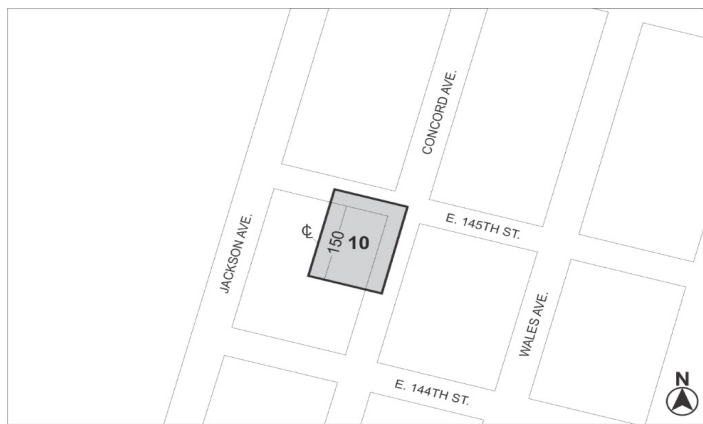 CONCORD AVE.
JACKSON AVE.
℄
150
10
E. 145TH ST.
WALES AVE.
E. 144TH ST.
N